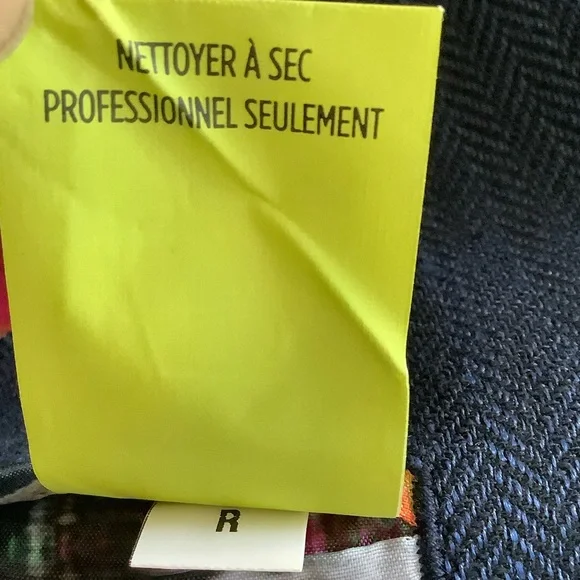 NETTOYER À SEC
PROFESSIONNEL SEULEMENT
R